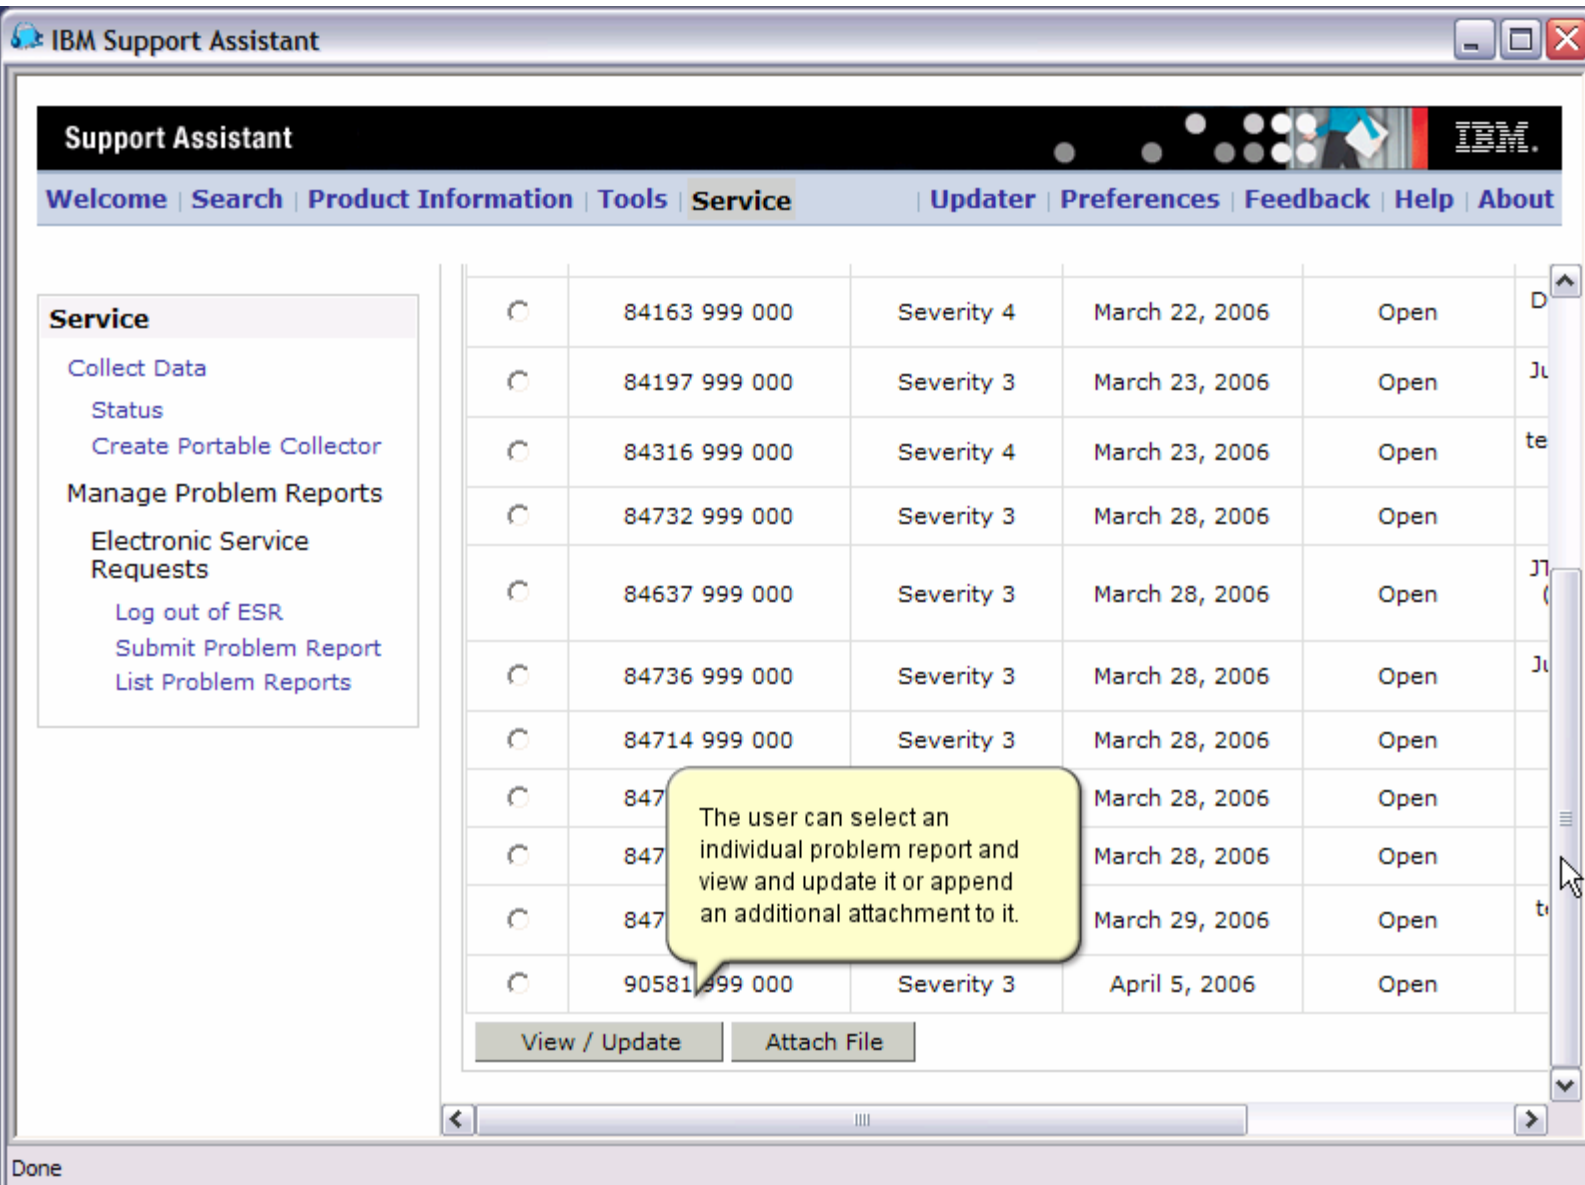 IBM Support Assistant
Support Assistant
IBM.
Welcome | Search | Product Information | Tools | Service | Updater | Preferences | Feedback | Help | About
Service
Collect Data
Status
Create Portable Collector
Manage Problem Reports
Electronic Service
Requests
Log out of ESR
Submit Problem Report
List Problem Reports
84163 999 000 Severity 4 March 22, 2006 Open D
84197 999 000 Severity 3 March 23, 2006 Open Ju
84316 999 000 Severity 4 March 23, 2006 Open te
84732 999 000 Severity 3 March 28, 2006 Open
84637 999 000 Severity 3 March 28, 2006 Open
84736 999 000 Severity 3 March 28, 2006 Open Ju
84714 999 000 Severity 3 March 28, 2006 Open
847 March 28, 2006 Open
847 March 28, 2006 Open
847 March 29, 2006 Open
90581 999 000 Severity 3 April 5, 2006 Open
The user can select an
individual problem report and
view and update it or append
an additional attachment to it.
View / Update Attach File
Done